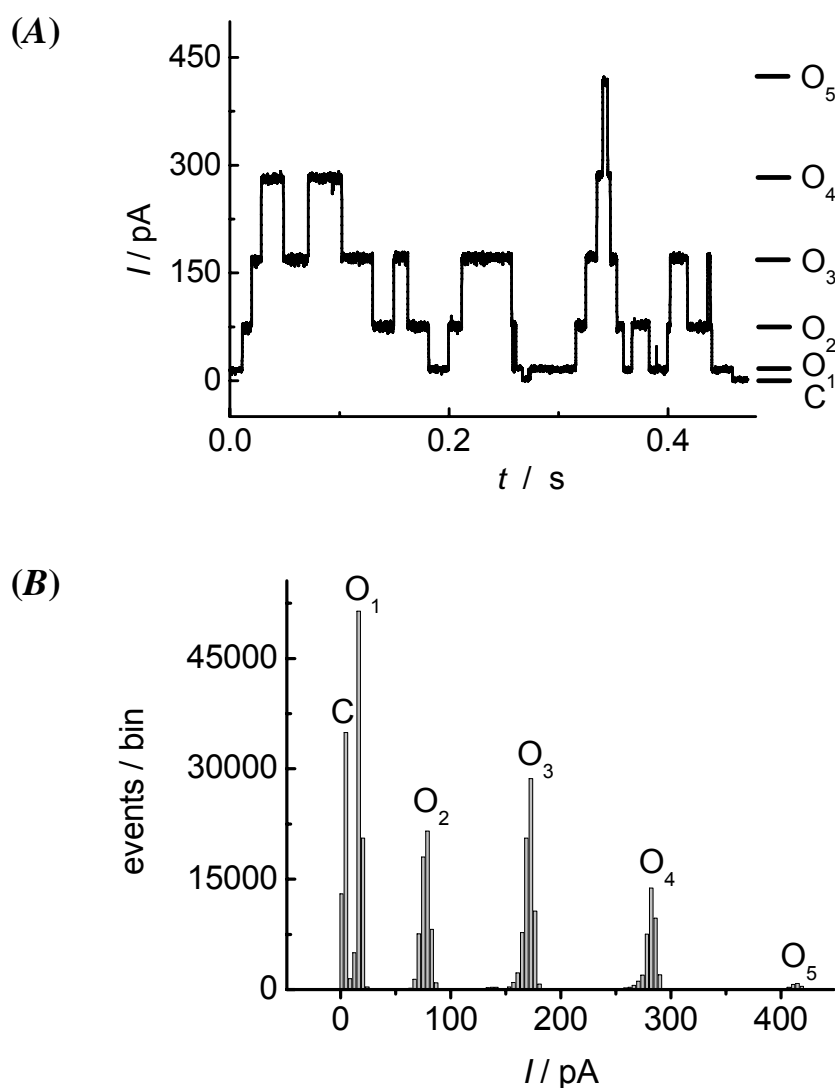 (A)
I / pA
450
300
150
0
O5
O4
O3
O2
O1
C
0.0 0.2 0.4
t / s
(B)
events / bin
45000
30000
15000
0
C
O1
O2
O3
O4
O5
0 100 200 300 400
I / pA